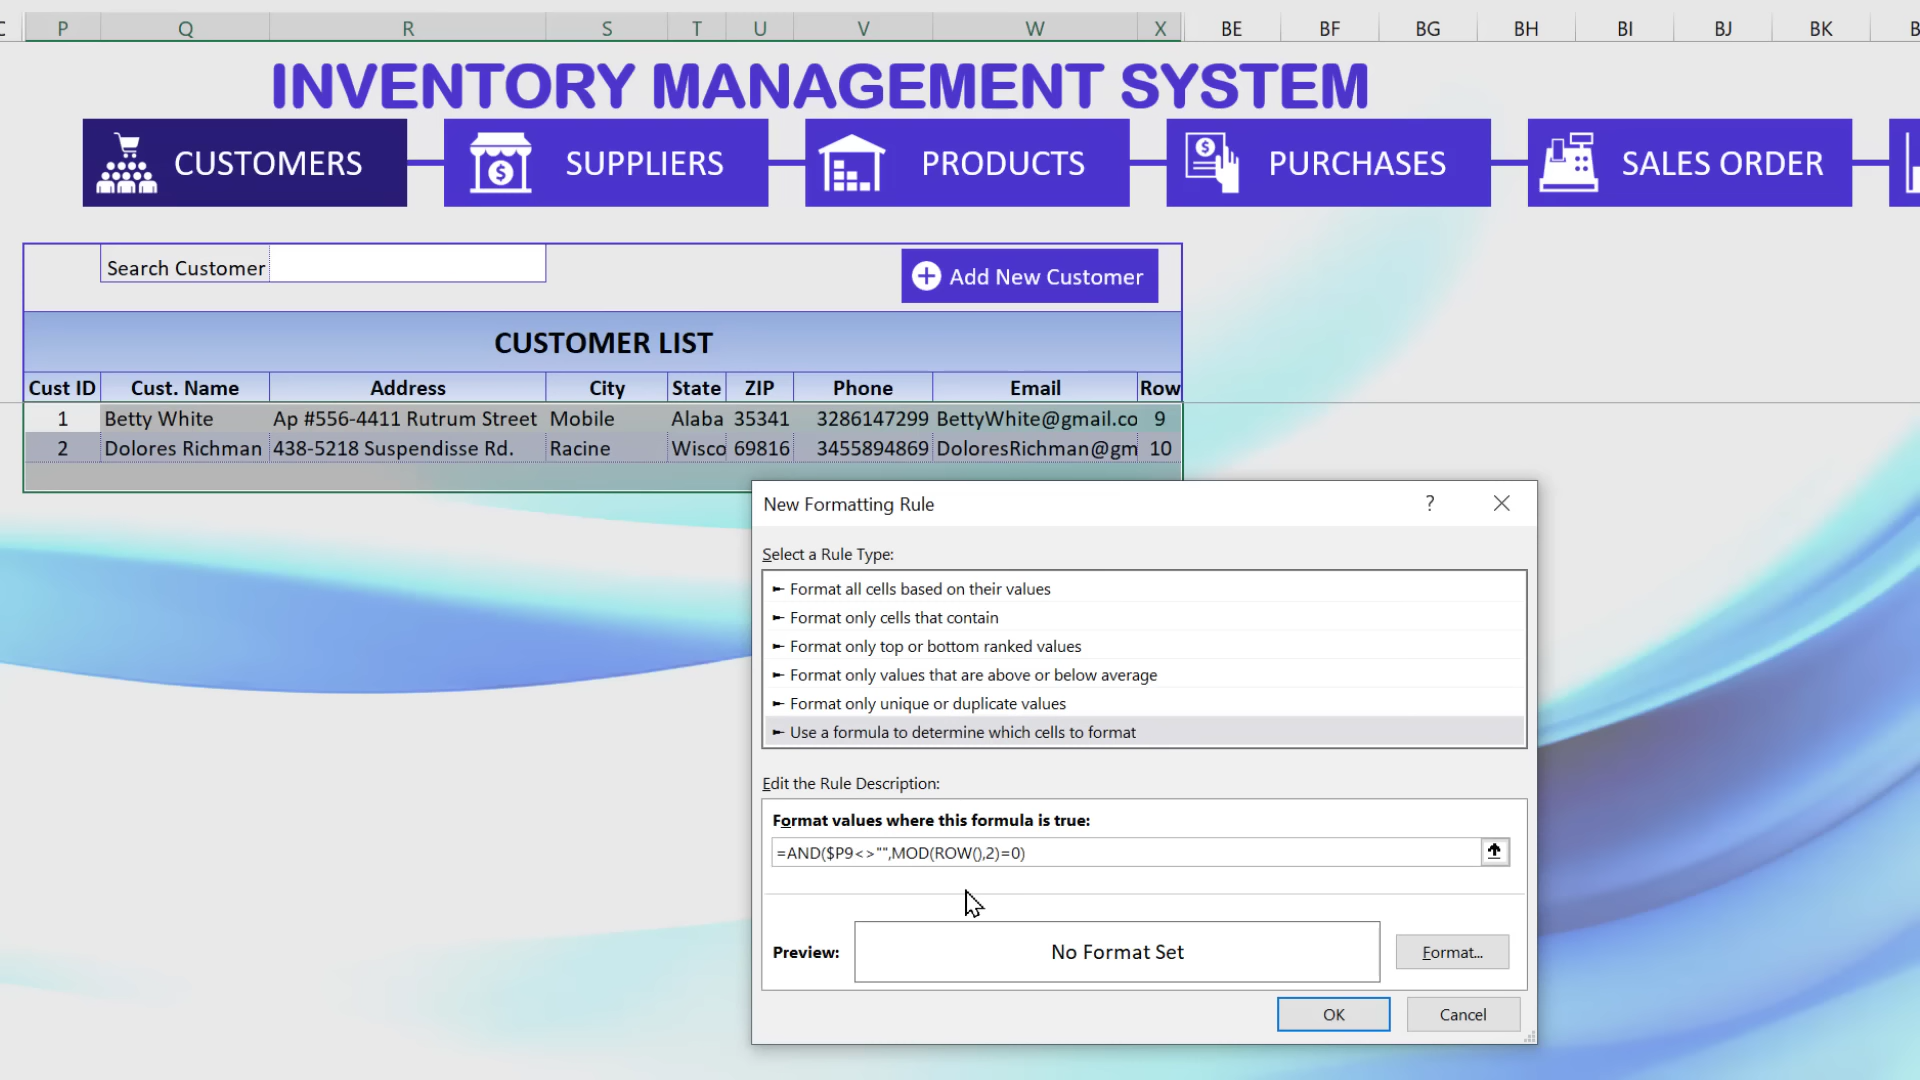 P Q R S T U V W X BE BF BG BH BI BJ BK
INVENTORY MANAGEMENT SYSTEM
CUSTOMERS SUPPLIERS PRODUCTS PURCHASES SALES ORDER
Search Customer Add New Customer
CUSTOMER LIST
Cust ID Cust. Name Address City State ZIP Phone Email Row
1 Betty White Ap #556-4411 Rutrum Street Mobile Alaba 35341 3286147299 BettyWhite@gmail.co 9
2 Dolores Richman 438-5218 Suspendisse Rd. Racine Wisco 69816 3455894869 DoloresRichman@gm 10
New Formatting Rule ?
Select a Rule Type:
► Format all cells based on their values
► Format only cells that contain
► Format only top or bottom ranked values
► Format only values that are above or below average
► Format only unique or duplicate values
► Use a formula to determine which cells to format
Edit the Rule Description:
Format values where this formula is true:
=AND($P9<>"",MOD(ROW(),2)=0)
Preview: No Format Set Format...
OK Cancel